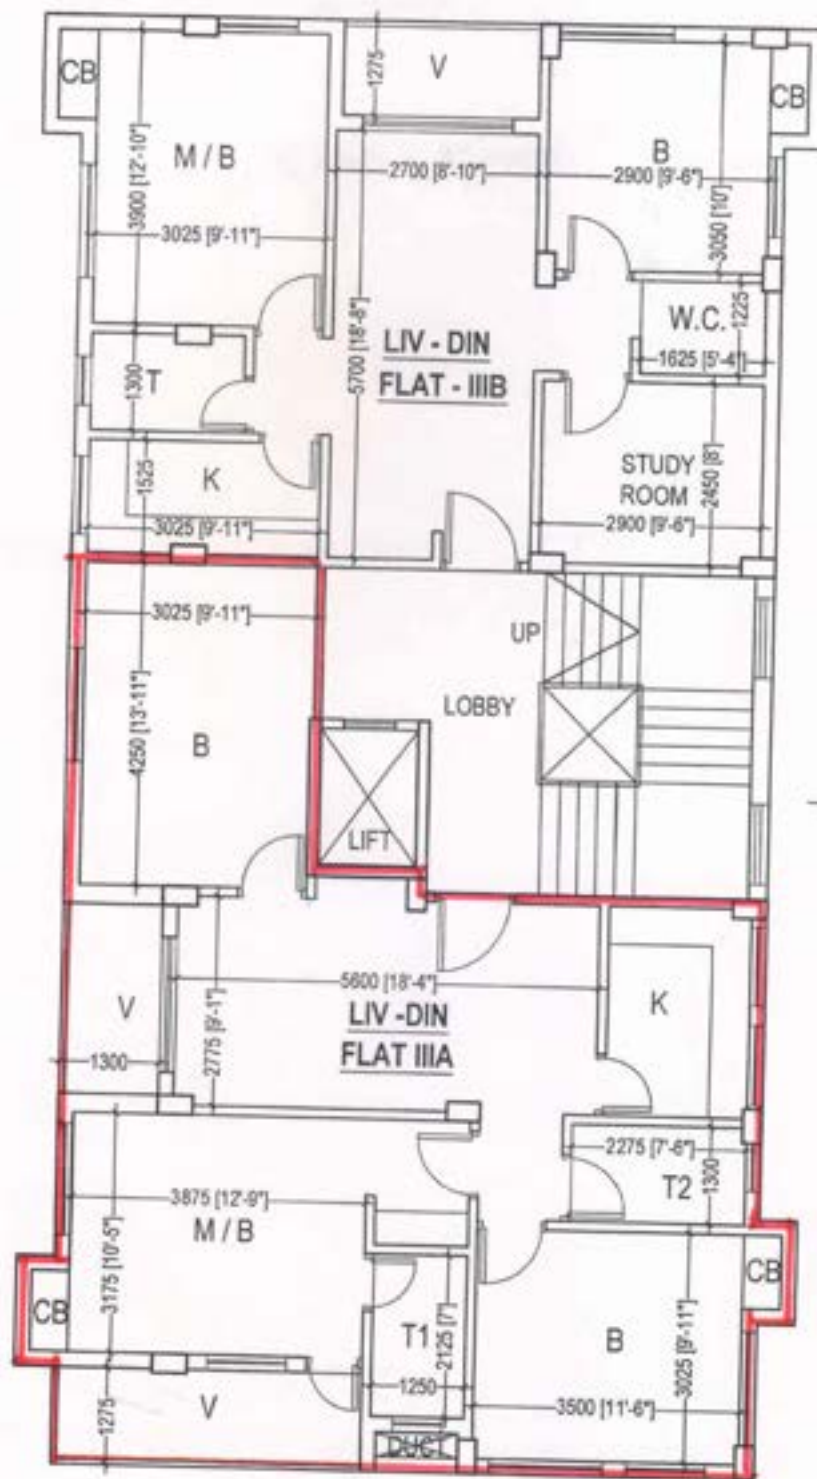 CB
M / B
3900 [12'-10"]
3025 [9'-11"]
1275
V
2700 [8'-10"]
B
2900 [9'-6"]
3050 [10']
CB
W.C.
1225
1625 [5'-4"]
LIV - DIN
FLAT - IIIB
5700 [18'-8"]
T
1300
K
1525
3025 [9'-11"]
STUDY
ROOM
2450 [8']
2900 [9'-6"]
3025 [9'-11"]
4250 [13'-11"]
B
UP
LOBBY
LIFT
V
1300
2775 [9'-1"]
5600 [18'-4"]
LIV -DIN
FLAT IIIA
K
2275 [7'-6"]
T2
1300
3875 [12'-9"]
M / B
3175 [10'-5"]
CB
T1
2125 [7']
1250
B
3025 [9'-11"]
3500 [11'-6"]
CB
V
1275
DUCT